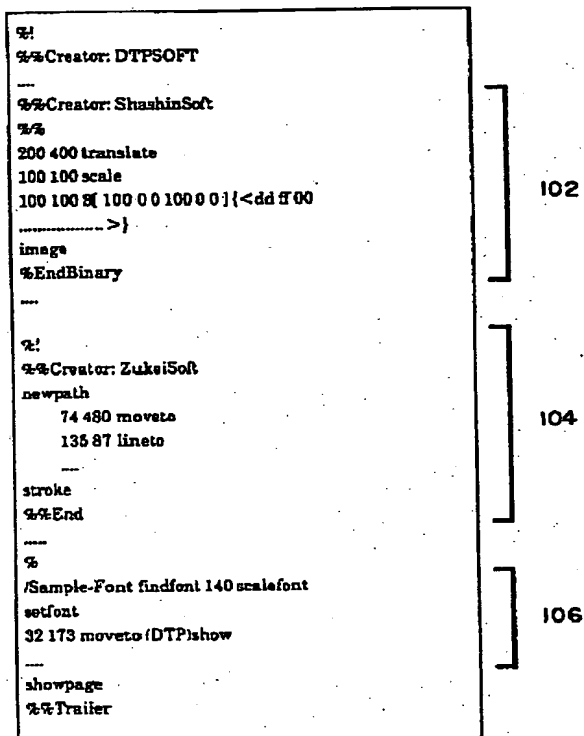 %!
%%Creator: DTPSOFT
....
%%Creator: ShashinSoft
%%
200 400 translate
100 100 scale
100 100 8[ 100 0 0 100 0 0 ] {<dd ff 00
.................... >}
image
%EndBinary
....
102
%!
%%Creator: ZukeiSoft
newpath
74 480 moveto
135 87 lineto
....
stroke
%%End
104
.....
%
/Sample-Font findfont 140 scalefont
setfont
32 173 moveto (DTP)show
....
106
showpage
%%Trailer